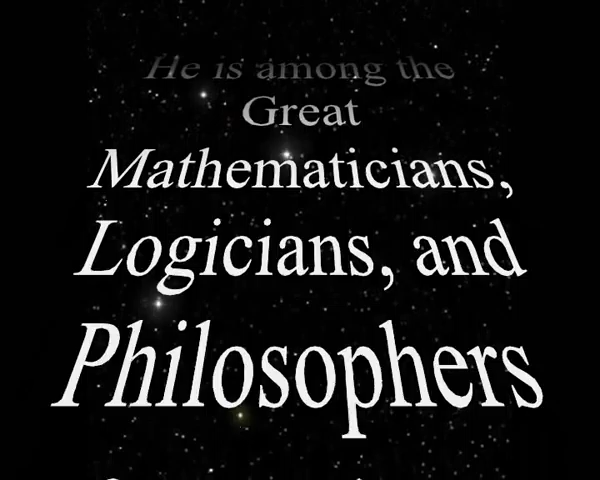 He is among the
Great
Mathematicians,
Logicians, and
Philosophers